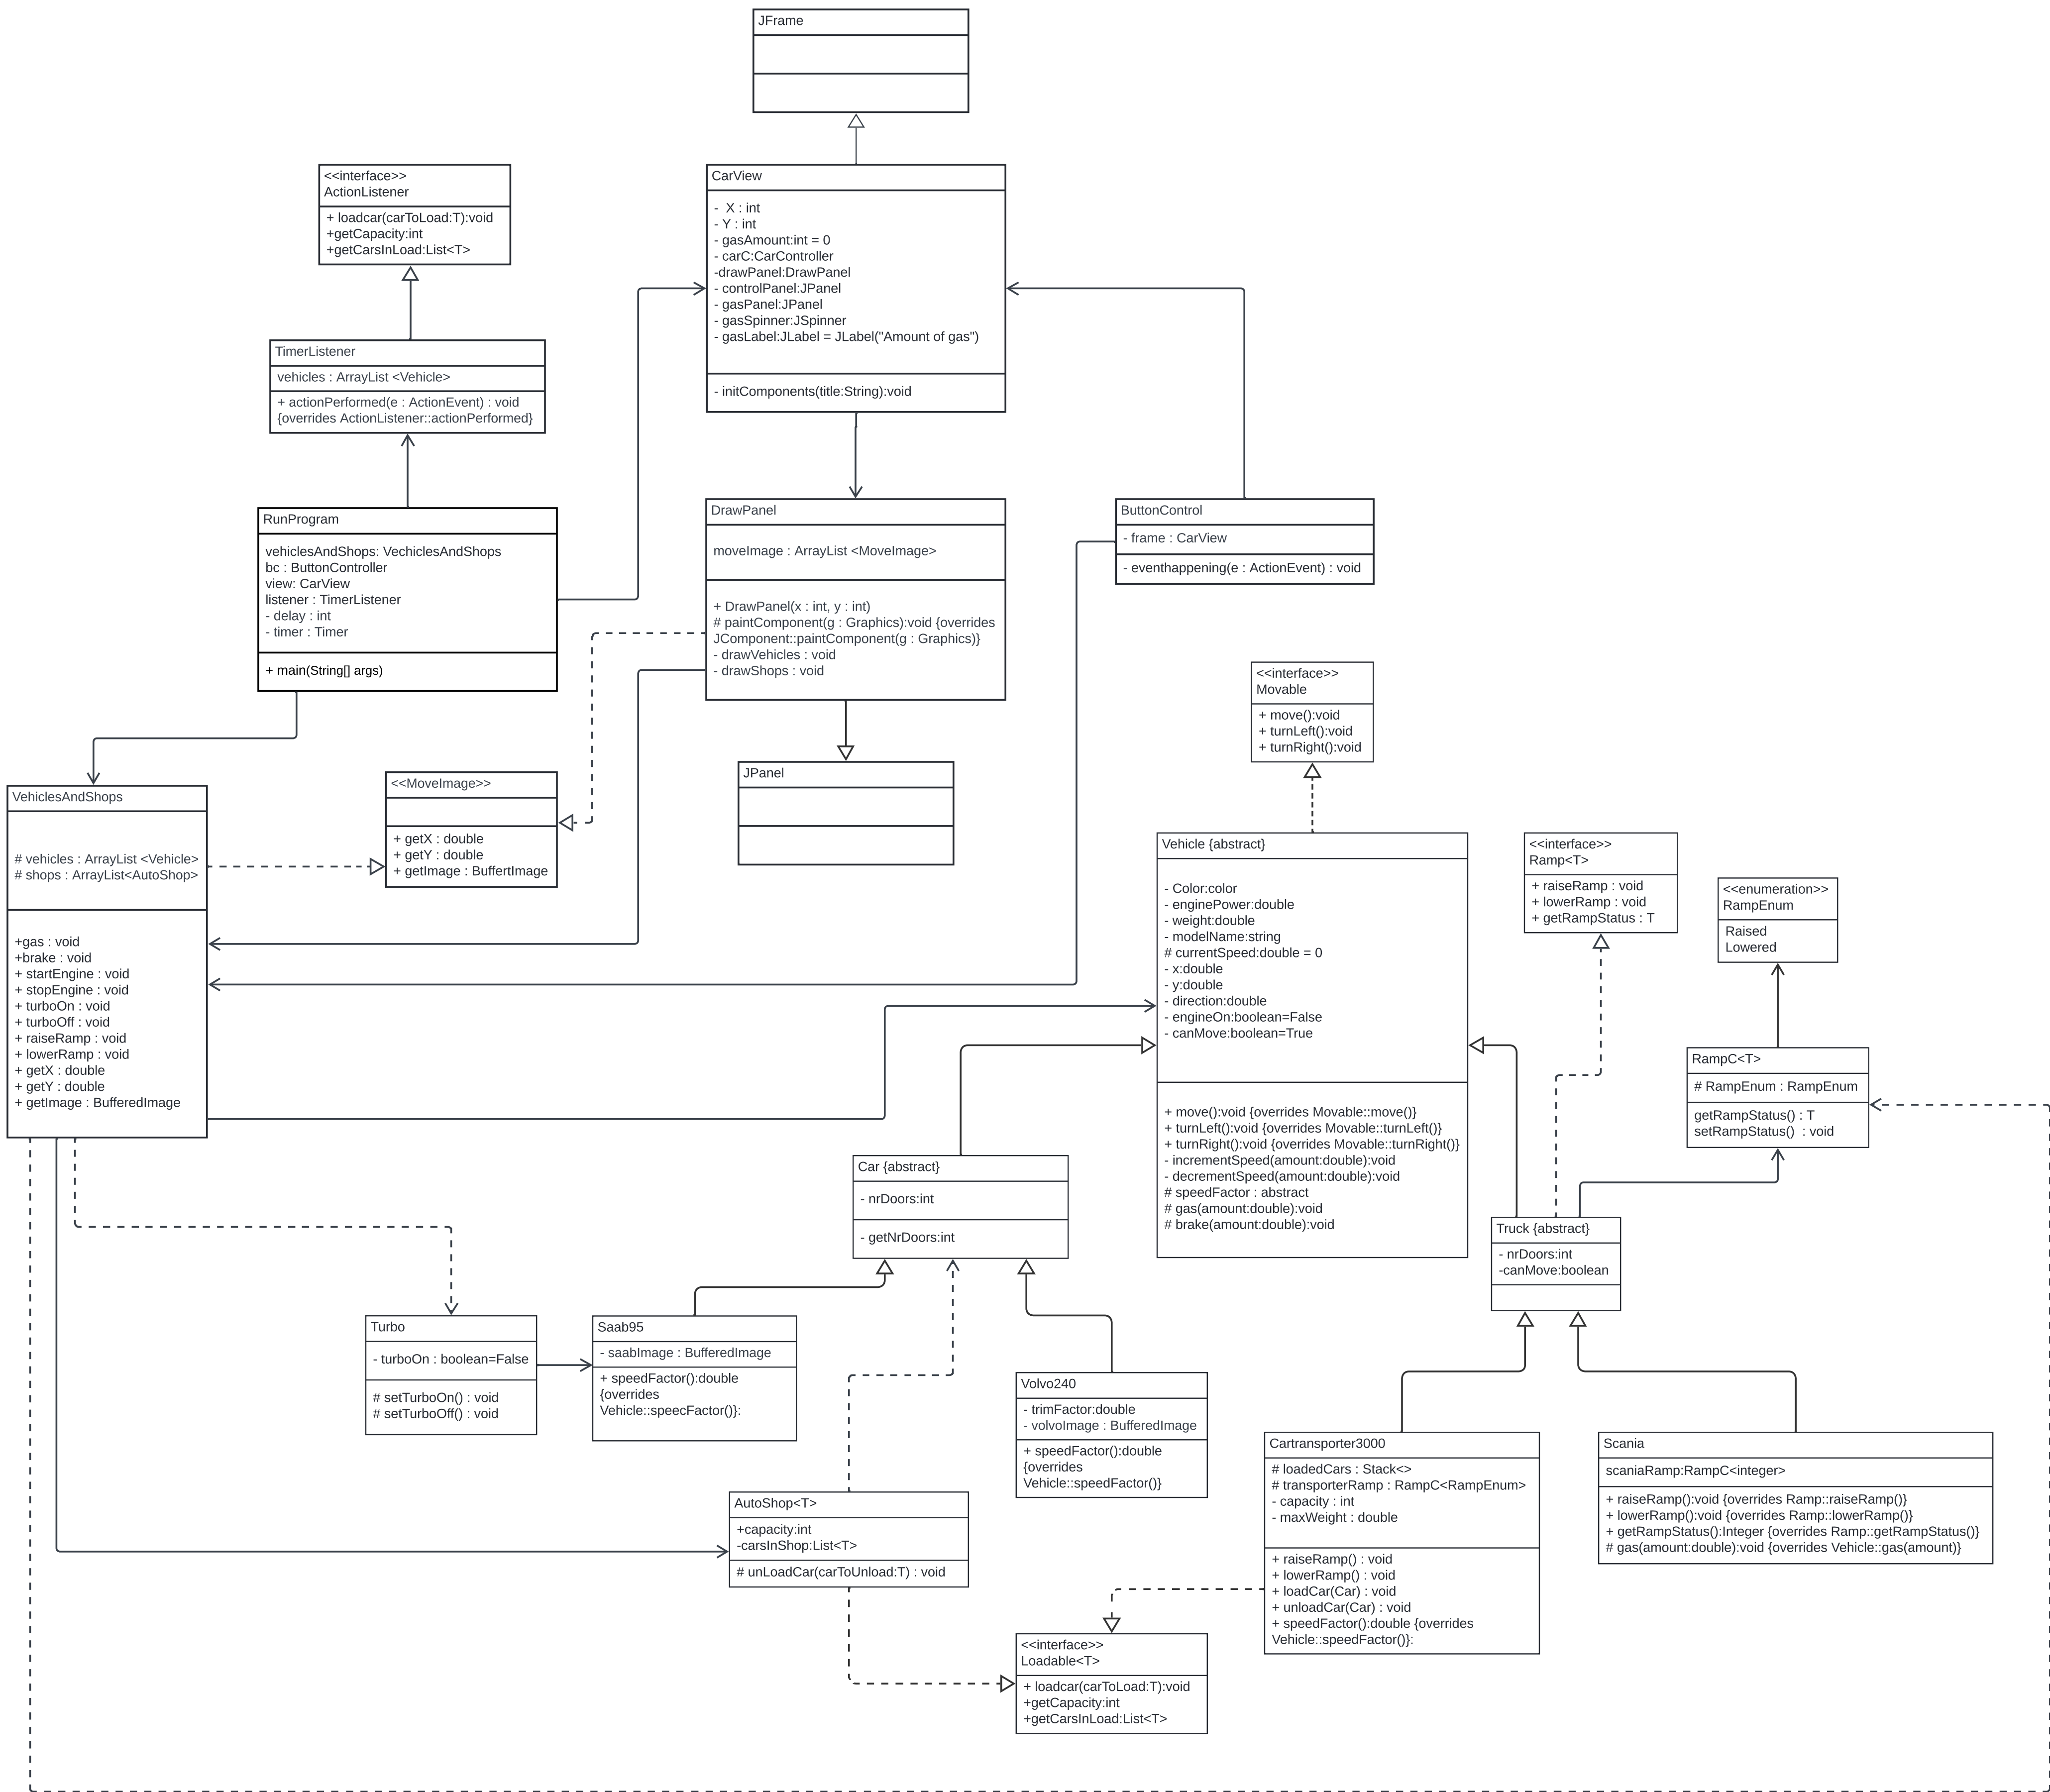 JFrame
<<interface>>
ActionListener
+ loadcar(carToLoad:T):void
+getCapacity:int
+getCarsInLoad:List<T>
CarView
-  X : int
- Y : int
- gasAmount:int = 0
- carC:CarController
-drawPanel:DrawPanel
- controlPanel:JPanel
- gasPanel:JPanel
- gasSpinner:JSpinner
- gasLabel:JLabel = JLabel("Amount of gas")
- initComponents(title:String):void
TimerListener
vehicles : ArrayList <Vehicle>
+ actionPerformed(e : ActionEvent) : void
{overrides ActionListener::actionPerformed}
RunProgram
vehiclesAndShops: VechiclesAndShops
bc : ButtonController
view: CarView
listener : TimerListener
- delay : int
- timer : Timer
+ main(String[] args)
DrawPanel
moveImage : ArrayList <MoveImage>
+ DrawPanel(x : int, y : int)
# paintComponent(g : Graphics):void {overrides
JComponent::paintComponent(g : Graphics)}
- drawVehicles : void
- drawShops : void
ButtonControl
- frame : CarView
- eventhappening(e : ActionEvent) : void
<<interface>>
Movable
+ move():void
+ turnLeft():void
+ turnRight():void
JPanel
<<MoveImage>>
+ getX : double
+ getY : double
+ getImage : BuffertImage
VehiclesAndShops
# vehicles : ArrayList <Vehicle>
# shops : ArrayList<AutoShop>
+gas : void
+brake : void
+ startEngine : void
+ stopEngine : void
+ turboOn : void
+ turboOff : void
+ raiseRamp : void
+ lowerRamp : void
+ getX : double
+ getY : double
+ getImage : BufferedImage
Vehicle {abstract}
- Color:color
- enginePower:double
- weight:double
- modelName:string
# currentSpeed:double = 0
- x:double
- y:double
- direction:double
- engineOn:boolean=False
- canMove:boolean=True
+ move():void {overrides Movable::move()}
+ turnLeft():void {overrides Movable::turnLeft()}
+ turnRight():void {overrides Movable::turnRight()}
- incrementSpeed(amount:double):void
- decrementSpeed(amount:double):void
# speedFactor : abstract
# gas(amount:double):void
# brake(amount:double):void
<<interface>>
Ramp<T>
+ raiseRamp : void
+ lowerRamp : void
+ getRampStatus : T
<<enumeration>>
RampEnum
Raised
Lowered
RampC<T>
# RampEnum : RampEnum
getRampStatus() : T
setRampStatus()  : void
Car {abstract}
- nrDoors:int
- getNrDoors:int
Truck {abstract}
- nrDoors:int
-canMove:boolean
Turbo
- turboOn : boolean=False
# setTurboOn() : void
# setTurboOff() : void
Saab95
- saabImage : BufferedImage
+ speedFactor():double
{overrides
Vehicle::speecFactor()}:
Volvo240
- trimFactor:double
- volvoImage : BufferedImage
+ speedFactor():double
{overrides
Vehicle::speedFactor()}
Cartransporter3000
# loadedCars : Stack<>
# transporterRamp : RampC<RampEnum>
- capacity : int
- maxWeight : double
+ raiseRamp() : void
+ lowerRamp() : void
+ loadCar(Car) : void
+ unloadCar(Car) : void
+ speedFactor():double {overrides
Vehicle::speedFactor()}:
Scania
scaniaRamp:RampC<integer>
+ raiseRamp():void {overrides Ramp::raiseRamp()}
+ lowerRamp():void {overrides Ramp::lowerRamp()}
+ getRampStatus():Integer {overrides Ramp::getRampStatus()}
# gas(amount:double):void {overrides Vehicle::gas(amount)}
AutoShop<T>
+capacity:int
-carsInShop:List<T>
# unLoadCar(carToUnload:T) : void
<<interface>>
Loadable<T>
+ loadcar(carToLoad:T):void
+getCapacity:int
+getCarsInLoad:List<T>